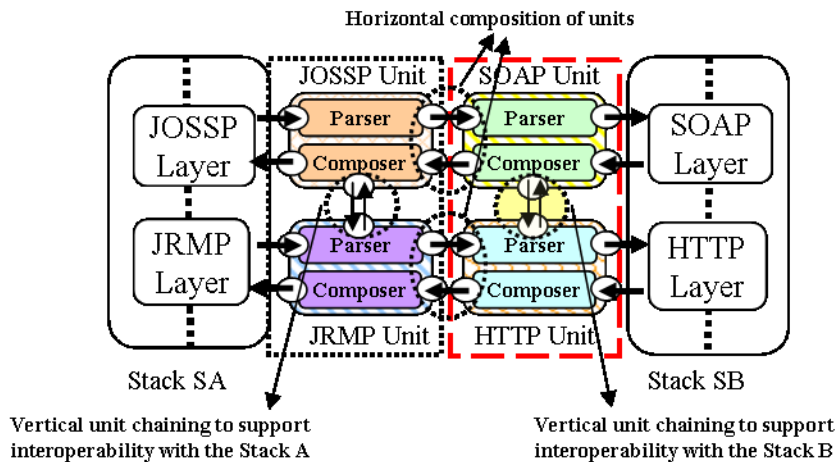 Horizontal composition of units
JOSSP Unit
SOAP Unit
JOSSP
Layer
Parser
Composer
Parser
Composer
SOAP
Layer
JRMP
Layer
Parser
Composer
Parser
Composer
HTTP
Layer
JRMP Unit
HTTP Unit
Stack SA
Stack SB
Vertical unit chaining to support
interoperability with the Stack A
Vertical unit chaining to support
interoperability with the Stack B